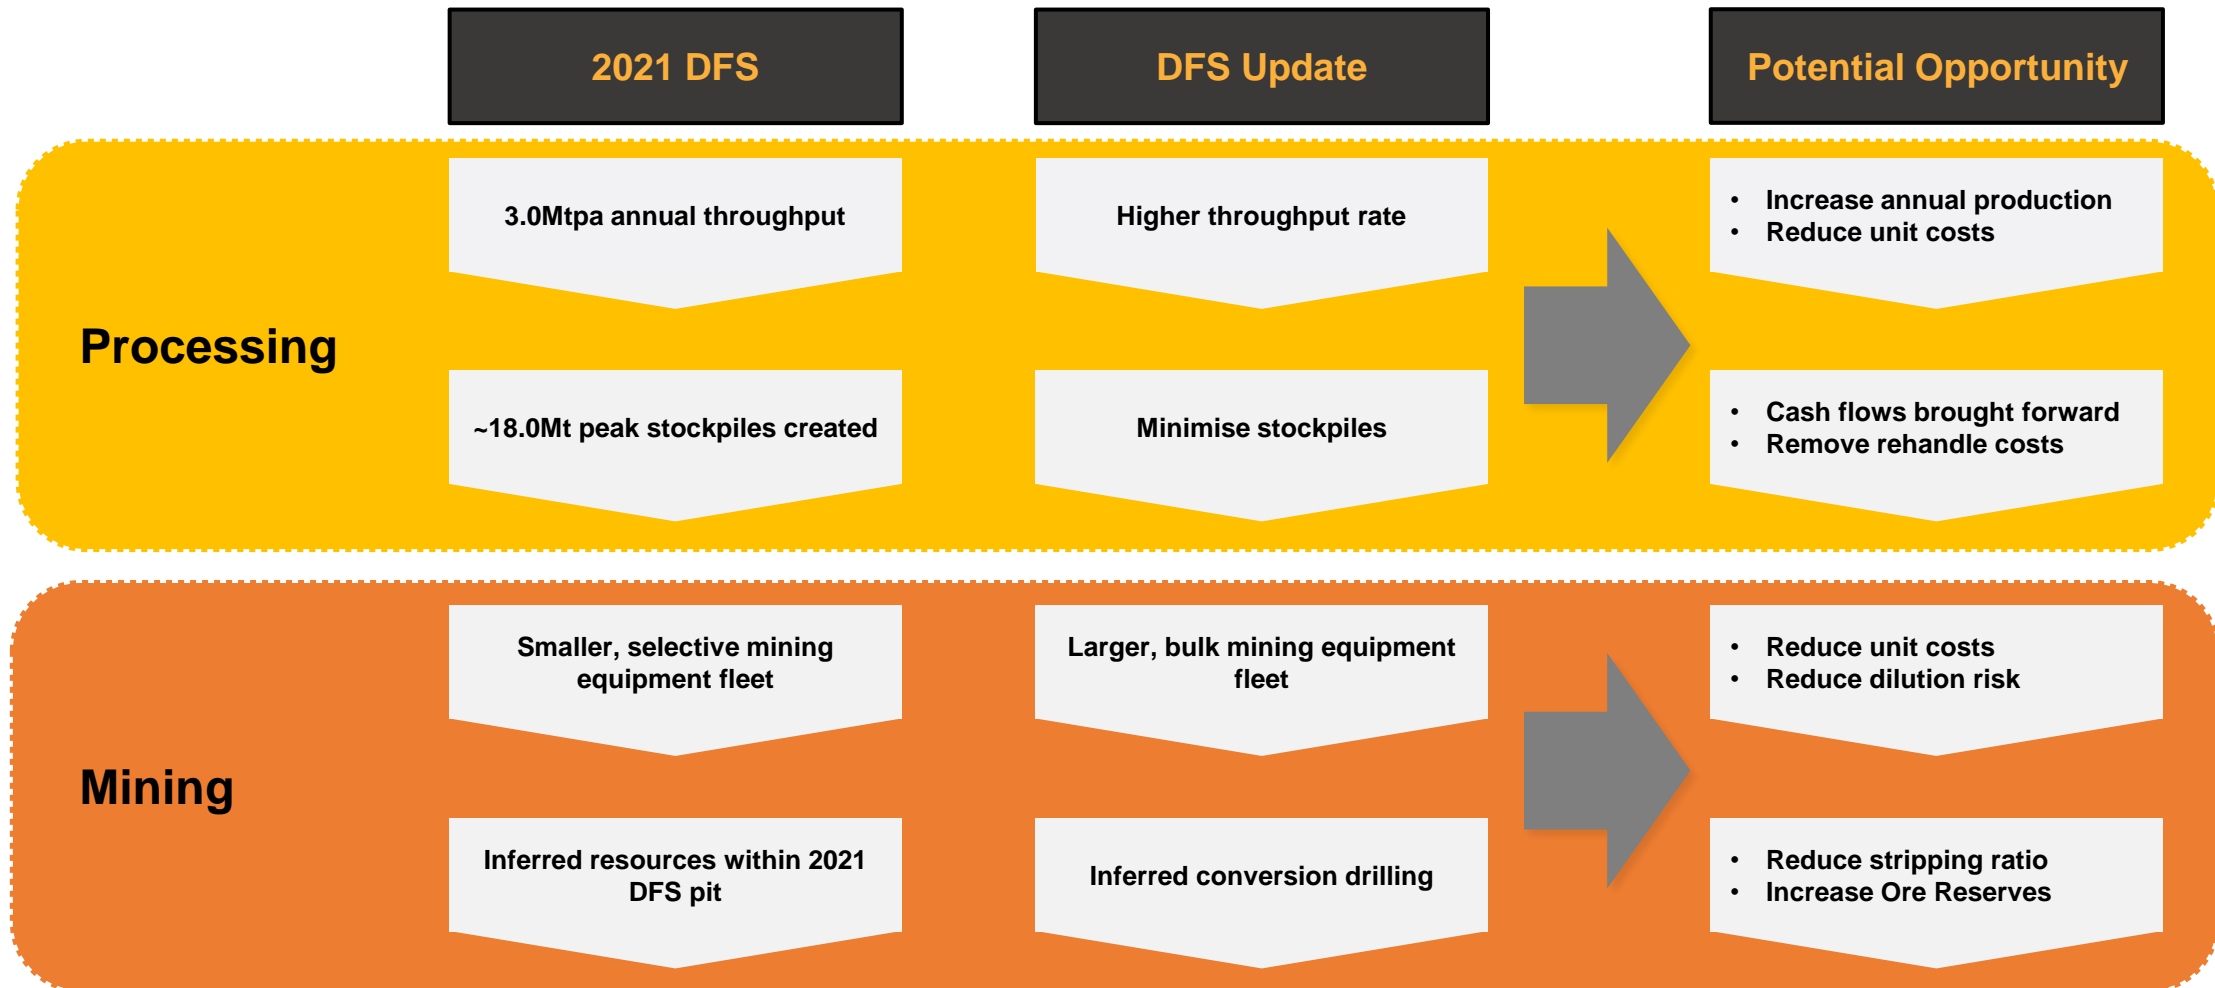 2021 DFS
DFS Update
Potential Opportunity
Processing
3.0Mtpa annual throughput
Higher throughput rate
• Increase annual production
• Reduce unit costs
~18.0Mt peak stockpiles created
Minimise stockpiles
• Cash flows brought forward
• Remove rehandle costs
Mining
Smaller, selective mining
equipment fleet
Larger, bulk mining equipment
fleet
• Reduce unit costs
• Reduce dilution risk
Inferred resources within 2021
DFS pit
Inferred conversion drilling
• Reduce stripping ratio
• Increase Ore Reserves